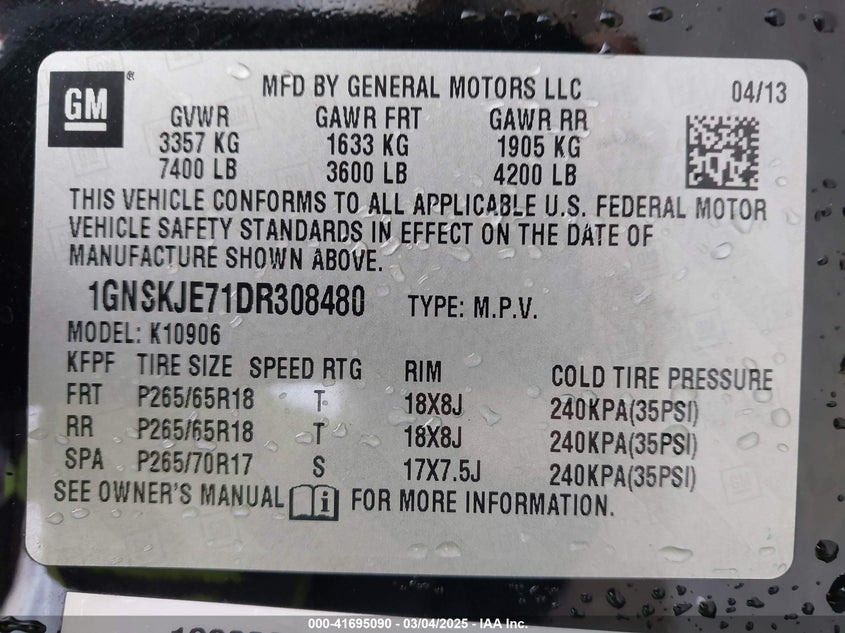 GM ®
MFD BY GENERAL MOTORS LLC 04/13
GVWR GAWR FRT GAWR RR
3357 KG 1633 KG 1905 KG
7400 LB 3600 LB 4200 LB
THIS VEHICLE CONFORMS TO ALL APPLICABLE U.S. FEDERAL MOTOR
VEHICLE SAFETY STANDARDS IN EFFECT ON THE DATE OF
MANUFACTURE SHOWN ABOVE.
1GNSKJE71DR308480 TYPE: M.P.V.
MODEL: K10906
KFPF TIRE SIZE SPEED RTG RIM COLD TIRE PRESSURE
FRT P265/65R18 T 18X8J 240KPA(35PSI)
RR P265/65R18 T 18X8J 240KPA(35PSI)
SPA P265/70R17 S 17X7.5J 240KPA(35PSI)
SEE OWNER'S MANUAL i FOR MORE INFORMATION.
000-41695090 - 03/04/2025 - IAA Inc.